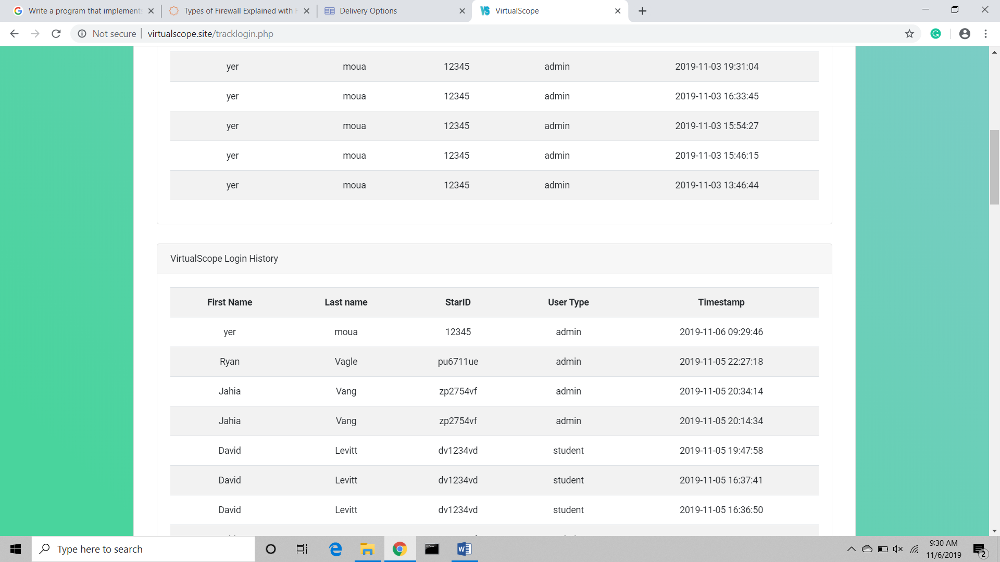 Write a program that implements
Types of Firewall Explained with F
Delivery Options
VS VirtualScope
Not secure | virtualscope.site/tracklogin.php
yer moua 12345 admin 2019-11-03 19:31:04
yer moua 12345 admin 2019-11-03 16:33:45
yer moua 12345 admin 2019-11-03 15:54:27
yer moua 12345 admin 2019-11-03 15:46:15
yer moua 12345 admin 2019-11-03 13:46:44
VirtualScope Login History
First Name Last name StarID User Type Timestamp
yer moua 12345 admin 2019-11-06 09:29:46
Ryan Vagle pu6711ue admin 2019-11-05 22:27:18
Jahia Vang zp2754vf admin 2019-11-05 20:34:14
Jahia Vang zp2754vf admin 2019-11-05 20:14:34
David Levitt dv1234vd student 2019-11-05 19:47:58
David Levitt dv1234vd student 2019-11-05 16:37:41
David Levitt dv1234vd student 2019-11-05 16:36:50
Type here to search
9:30 AM
11/6/2019
2